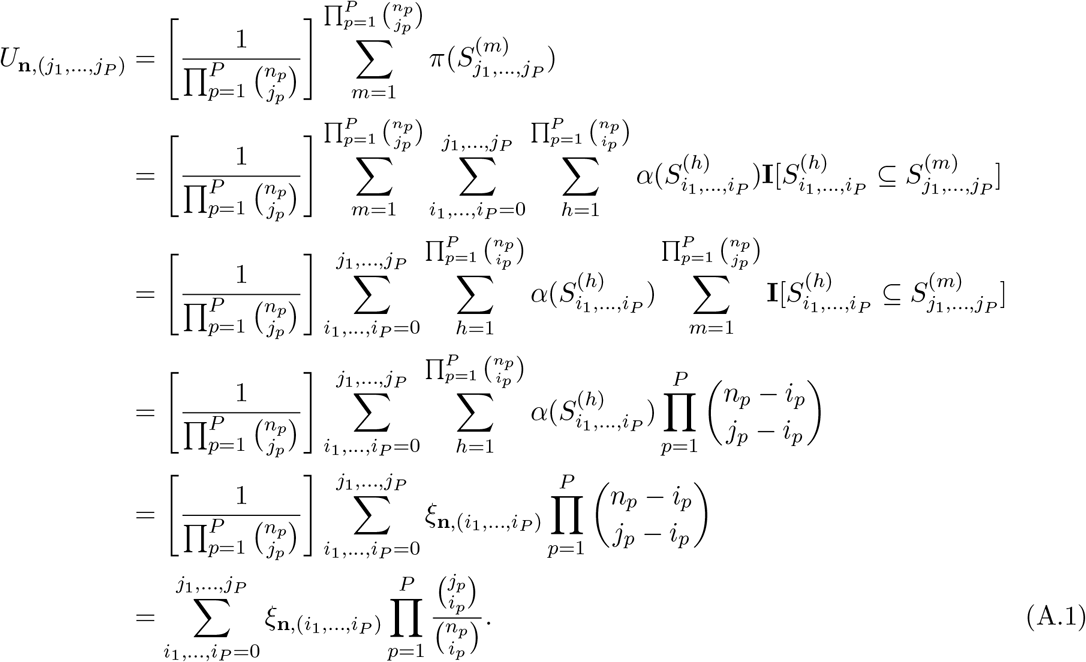 U_{\mathbf{n},(j_1,\ldots,j_P)} = \left[\frac{1}{\prod_{p=1}^{P}\binom{n_p}{j_p}}\right] \sum_{m=1}^{\prod_{p=1}^{P}\binom{n_p}{j_p}} \pi(S^{(m)}_{j_1,\ldots,j_P})
= \left[\frac{1}{\prod_{p=1}^{P}\binom{n_p}{j_p}}\right] \sum_{m=1}^{\prod_{p=1}^{P}\binom{n_p}{j_p}} \sum_{i_1,\ldots,i_P=0}^{j_1,\ldots,j_P} \sum_{h=1}^{\prod_{p=1}^{P}\binom{n_p}{i_p}} \alpha(S^{(h)}_{i_1,\ldots,i_P})\mathbf{I}[S^{(h)}_{i_1,\ldots,i_P} \subseteq S^{(m)}_{j_1,\ldots,j_P}]
= \left[\frac{1}{\prod_{p=1}^{P}\binom{n_p}{j_p}}\right] \sum_{i_1,\ldots,i_P=0}^{j_1,\ldots,j_P} \sum_{h=1}^{\prod_{p=1}^{P}\binom{n_p}{i_p}} \alpha(S^{(h)}_{i_1,\ldots,i_P}) \sum_{m=1}^{\prod_{p=1}^{P}\binom{n_p}{j_p}} \mathbf{I}[S^{(h)}_{i_1,\ldots,i_P} \subseteq S^{(m)}_{j_1,\ldots,j_P}]
= \left[\frac{1}{\prod_{p=1}^{P}\binom{n_p}{j_p}}\right] \sum_{i_1,\ldots,i_P=0}^{j_1,\ldots,j_P} \sum_{h=1}^{\prod_{p=1}^{P}\binom{n_p}{i_p}} \alpha(S^{(h)}_{i_1,\ldots,i_P}) \prod_{p=1}^{P}\binom{n_p-i_p}{j_p-i_p}
= \left[\frac{1}{\prod_{p=1}^{P}\binom{n_p}{j_p}}\right] \sum_{i_1,\ldots,i_P=0}^{j_1,\ldots,j_P} \xi_{\mathbf{n},(i_1,\ldots,i_P)} \prod_{p=1}^{P}\binom{n_p-i_p}{j_p-i_p}
= \sum_{i_1,\ldots,i_P=0}^{j_1,\ldots,j_P} \xi_{\mathbf{n},(i_1,\ldots,i_P)} \prod_{p=1}^{P}\frac{\binom{j_p}{i_p}}{\binom{n_p}{i_p}}. (A.1)